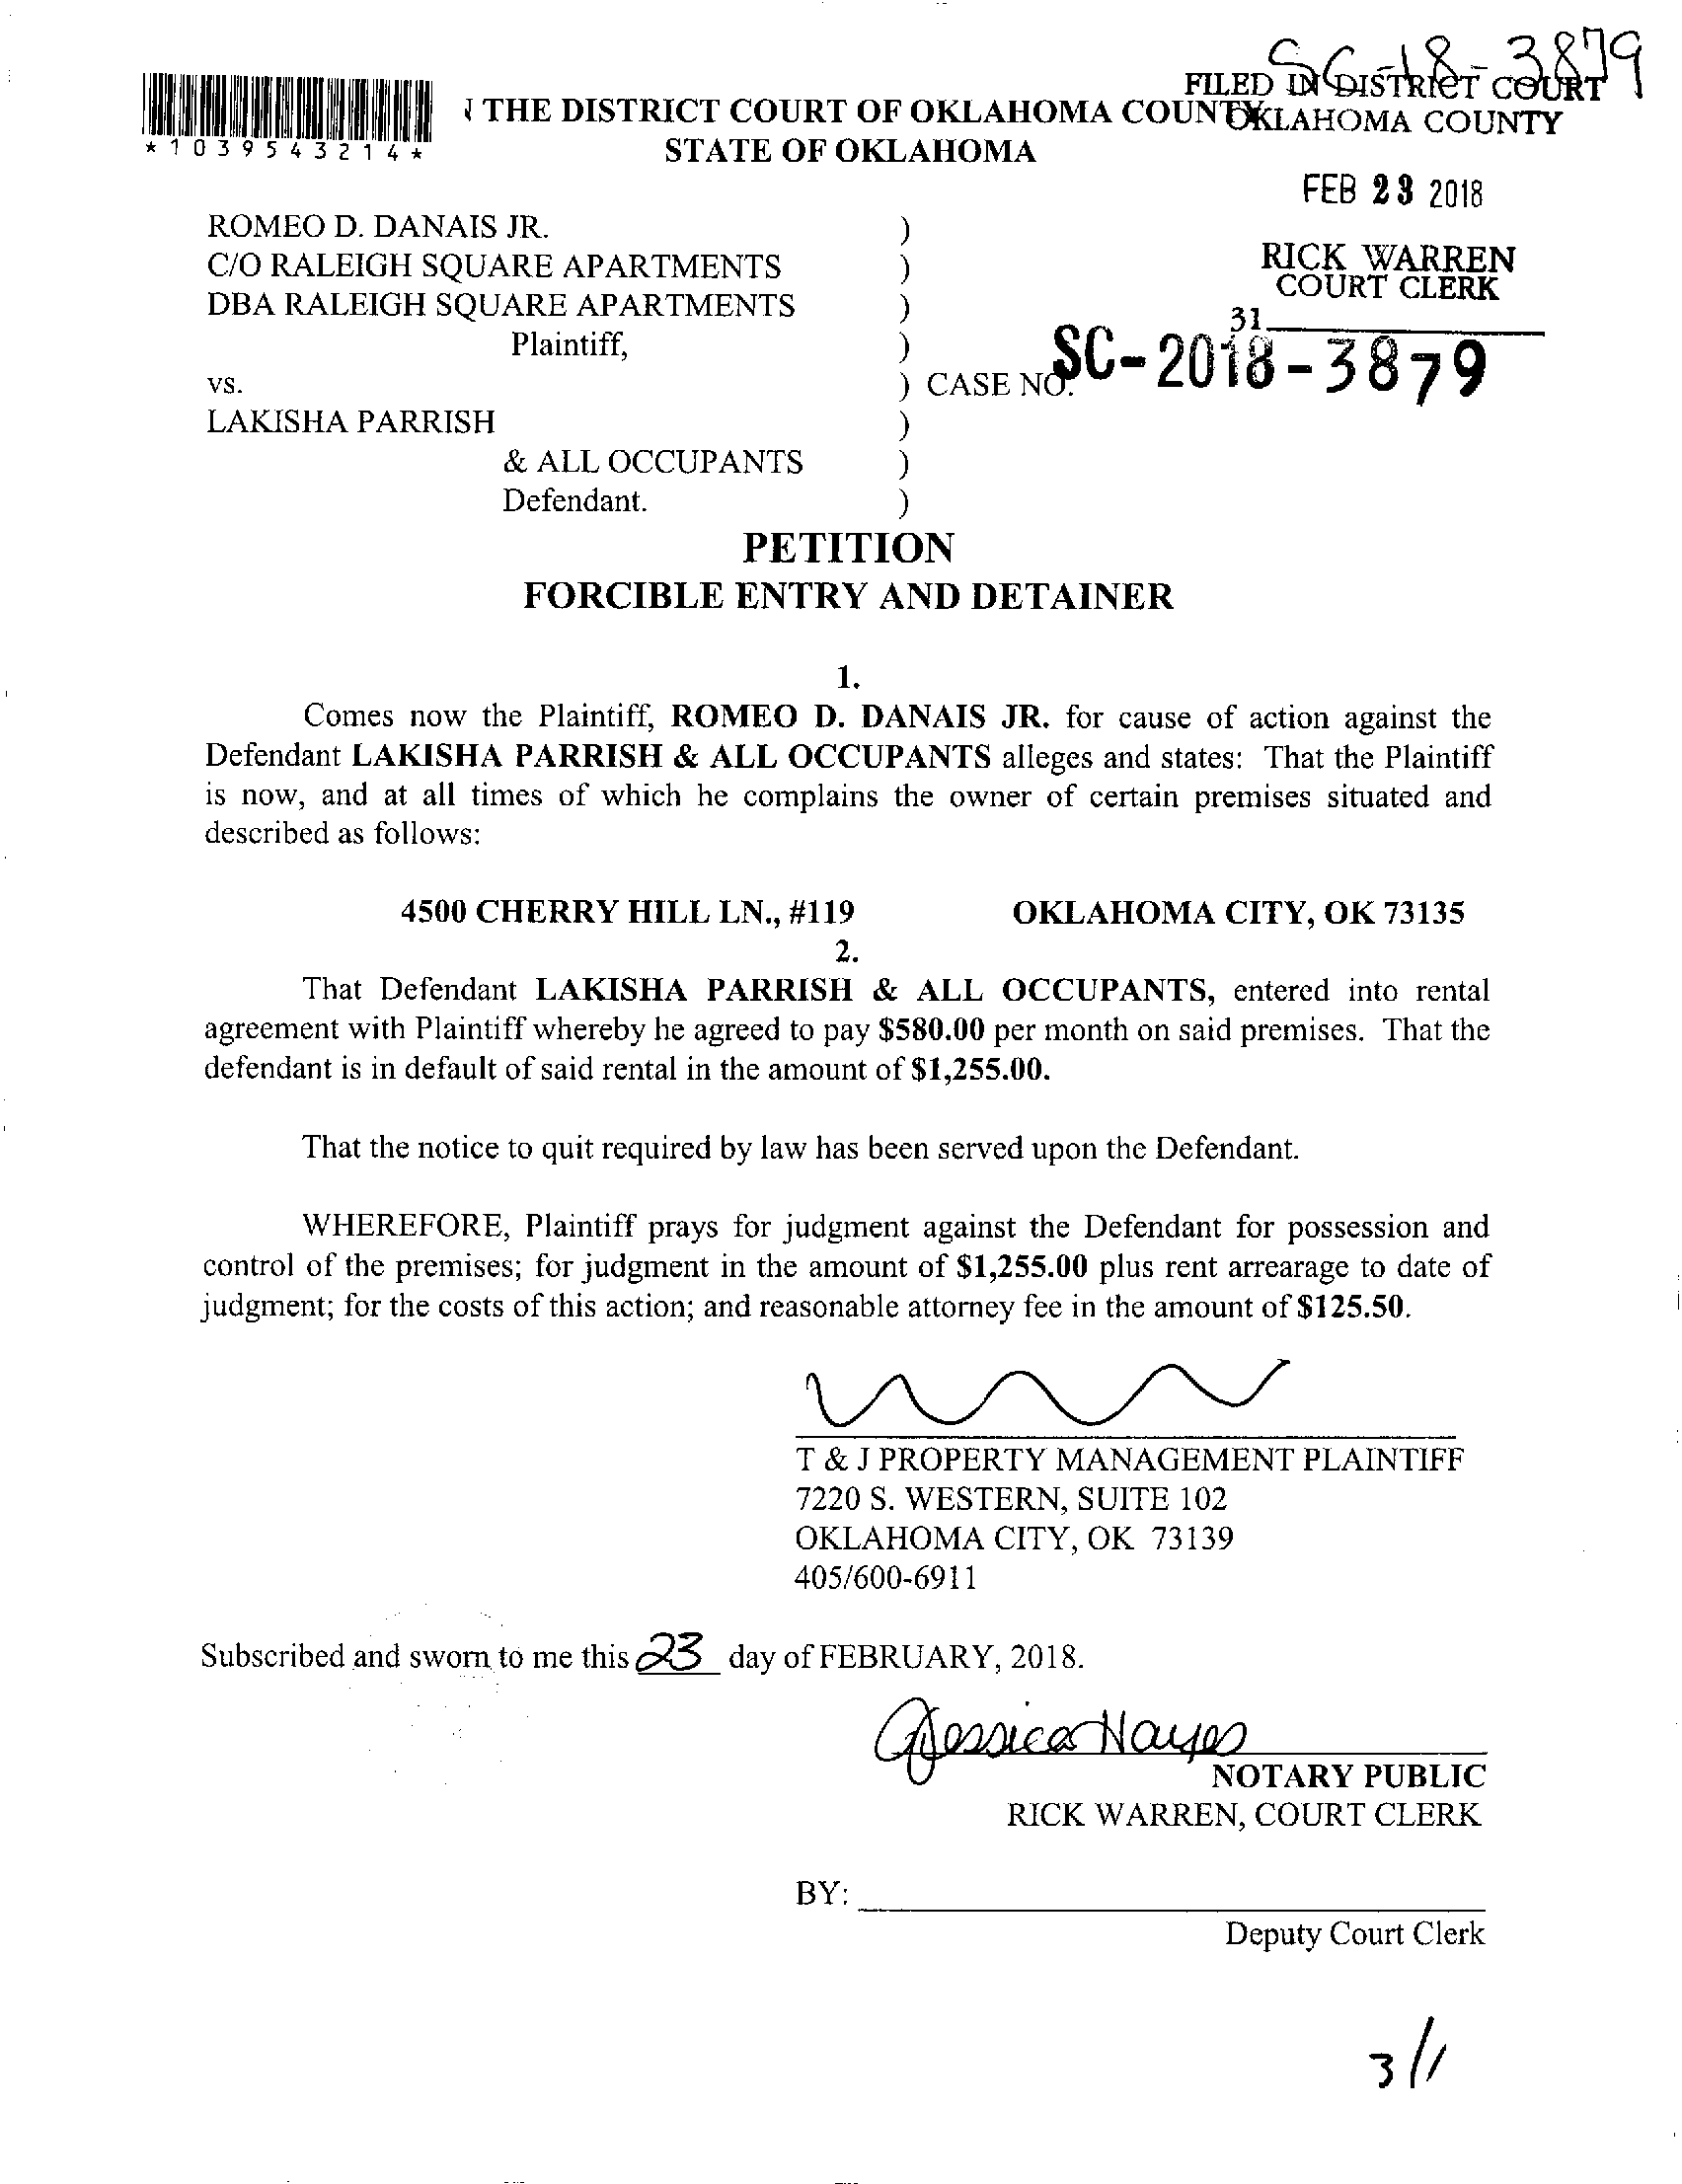 SC-18-3879
FILED IN DISTRICT COURT
OKLAHOMA COUNTY
THE DISTRICT COURT OF OKLAHOMA COUNTY
*1039543214*
STATE OF OKLAHOMA
FEB 23 2018
ROMEO D. DANAIS JR. )
C/O RALEIGH SQUARE APARTMENTS )
RICK WARREN
COURT CLERK
DBA RALEIGH SQUARE APARTMENTS )
31
Plaintiff, )
vs. ) CASE NO. SC-2018-3879
LAKISHA PARRISH )
& ALL OCCUPANTS )
Defendant. )
PETITION
FORCIBLE ENTRY AND DETAINER
1.
Comes now the Plaintiff, ROMEO D. DANAIS JR. for cause of action against the
Defendant LAKISHA PARRISH & ALL OCCUPANTS alleges and states: That the Plaintiff
is now, and at all times of which he complains the owner of certain premises situated and
described as follows:
4500 CHERRY HILL LN., #119 OKLAHOMA CITY, OK 73135
2.
That Defendant LAKISHA PARRISH & ALL OCCUPANTS, entered into rental
agreement with Plaintiff whereby he agreed to pay $580.00 per month on said premises. That the
defendant is in default of said rental in the amount of $1,255.00.
That the notice to quit required by law has been served upon the Defendant.
WHEREFORE, Plaintiff prays for judgment against the Defendant for possession and
control of the premises; for judgment in the amount of $1,255.00 plus rent arrearage to date of
judgment; for the costs of this action; and reasonable attorney fee in the amount of $125.50.
T & J PROPERTY MANAGEMENT PLAINTIFF
7220 S. WESTERN, SUITE 102
OKLAHOMA CITY, OK 73139
405/600-6911
Subscribed and sworn to me this 23 day of FEBRUARY, 2018.
Jessica Hayes
NOTARY PUBLIC
RICK WARREN, COURT CLERK
BY:
Deputy Court Clerk
3/1